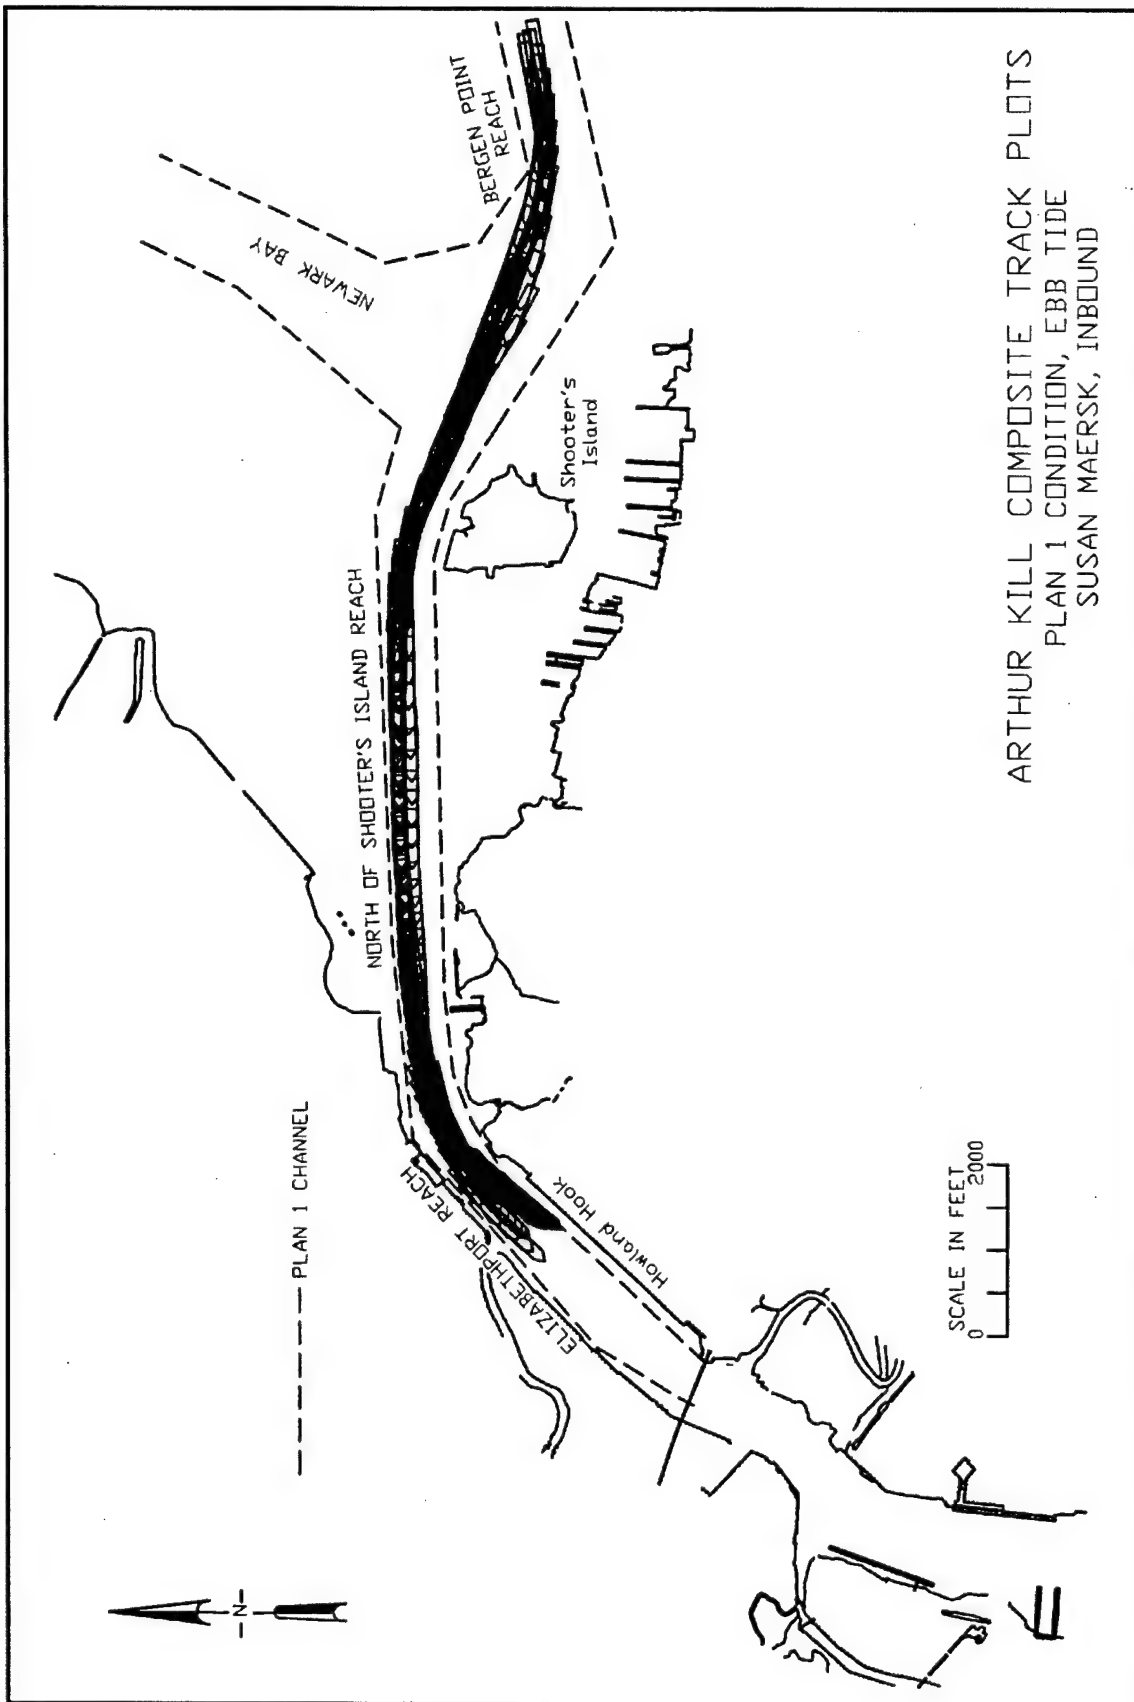 BERGEN POINT
REACH
NEWARK BAY
Shooter's
Island
NORTH OF SHOOTER'S ISLAND REACH
PLAN 1 CHANNEL
ELIZABETHPORT REACH
Howland Hook
SCALE IN FEET
0 2000
N
ARTHUR KILL COMPOSITE TRACK PLOTS
PLAN 1 CONDITION, EBB TIDE
SUSAN MAERSK, INBOUND